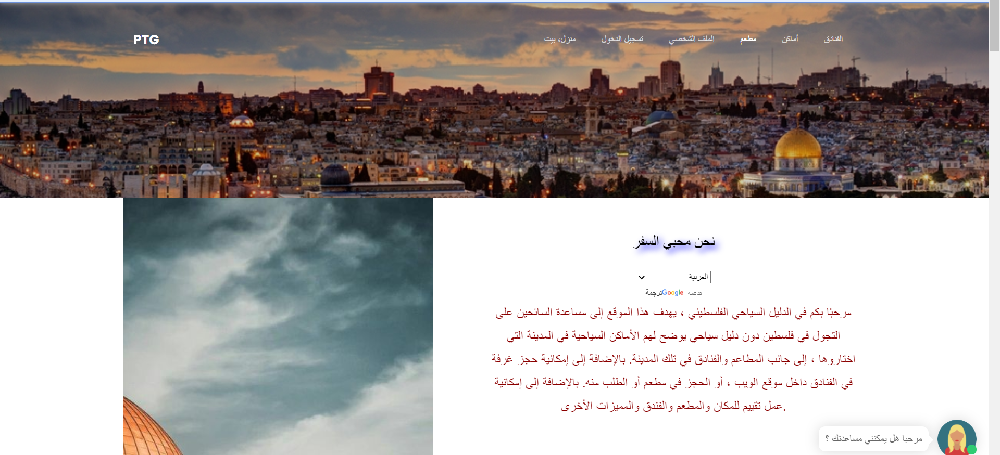 PTG
الفنادق
أماكن
مطعم
الملف الشخصي
تسجيل الدخول
منزل، بيت
نحن محبي السفر
العربية
تدعمه Google ترجمة
مرحبًا بكم في الدليل السياحي الفلسطيني ، يهدف هذا الموقع إلى مساعدة السائحين على
التجول في فلسطين دون دليل سياحي يوضح لهم الأماكن السياحية في المدينة التي
اختاروها ، إلى جانب المطاعم والفنادق في تلك المدينة. بالإضافة إلى إمكانية حجز غرفة
في الفنادق داخل موقع الويب ، أو الحجز في مطعم أو الطلب منه. بالإضافة إلى إمكانية
.عمل تقييم للمكان والمطعم والفندق والمميزات الأخرى
مرحبا هل يمكنني مساعدتك ؟